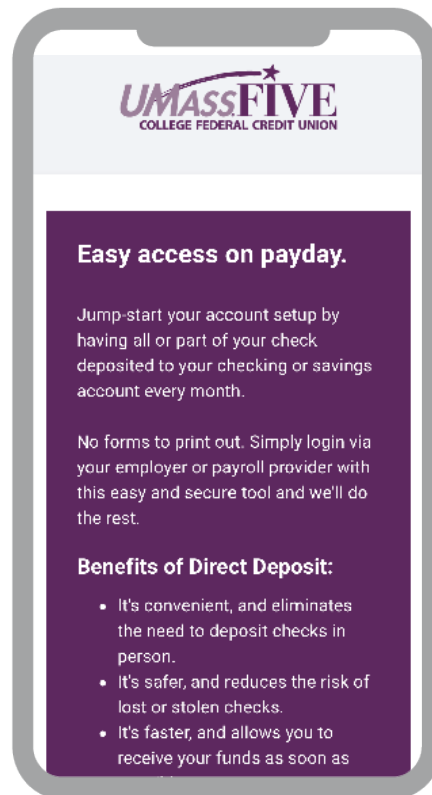 UMASSFIVE
COLLEGE FEDERAL CREDIT UNION
Easy access on payday.
Jump-start your account setup by
having all or part of your check
deposited to your checking or savings
account every month.
No forms to print out. Simply login via
your employer or payroll provider with
this easy and secure tool and we'll do
the rest.
Benefits of Direct Deposit:
• It's convenient, and eliminates
the need to deposit checks in
person.
• It's safer, and reduces the risk of
lost or stolen checks.
• It's faster, and allows you to
receive your funds as soon as